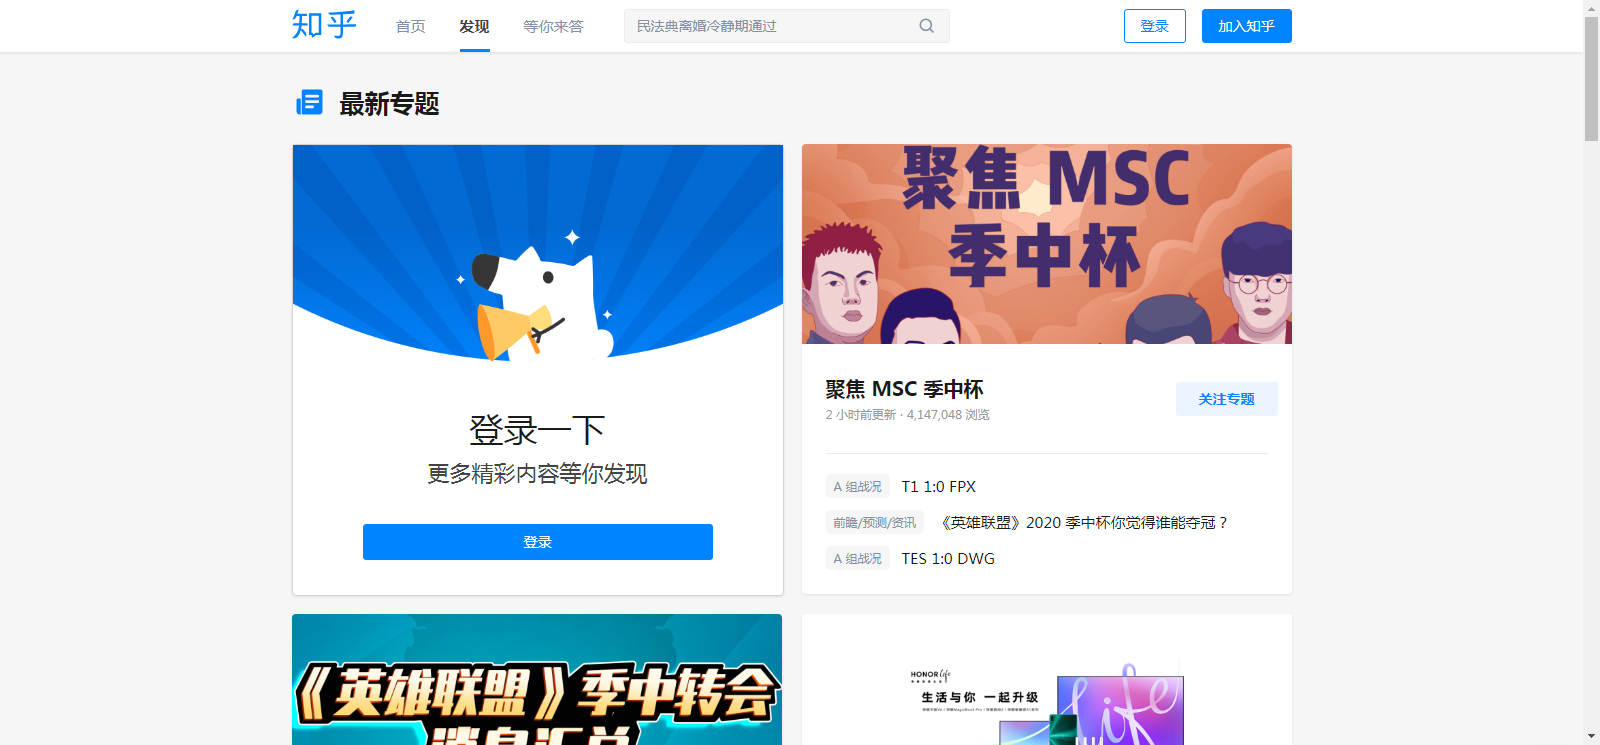 知乎 首页 发现 等你来答 民法典离婚冷静期通过 登录 加入知乎
最新专题
登录一下
更多精彩内容等你发现
登录
聚焦 MSC
季中杯
聚焦 MSC 季中杯
关注专题
2 小时前更新 · 4,147,048 浏览
A 组战况 T1 1:0 FPX
前瞻/预测/资讯 《英雄联盟》2020 季中杯你觉得谁能夺冠？
A 组战况 TES 1:0 DWG
《英雄联盟》季中转会
消息汇总
HONOR life
生活与你 一起升级
life